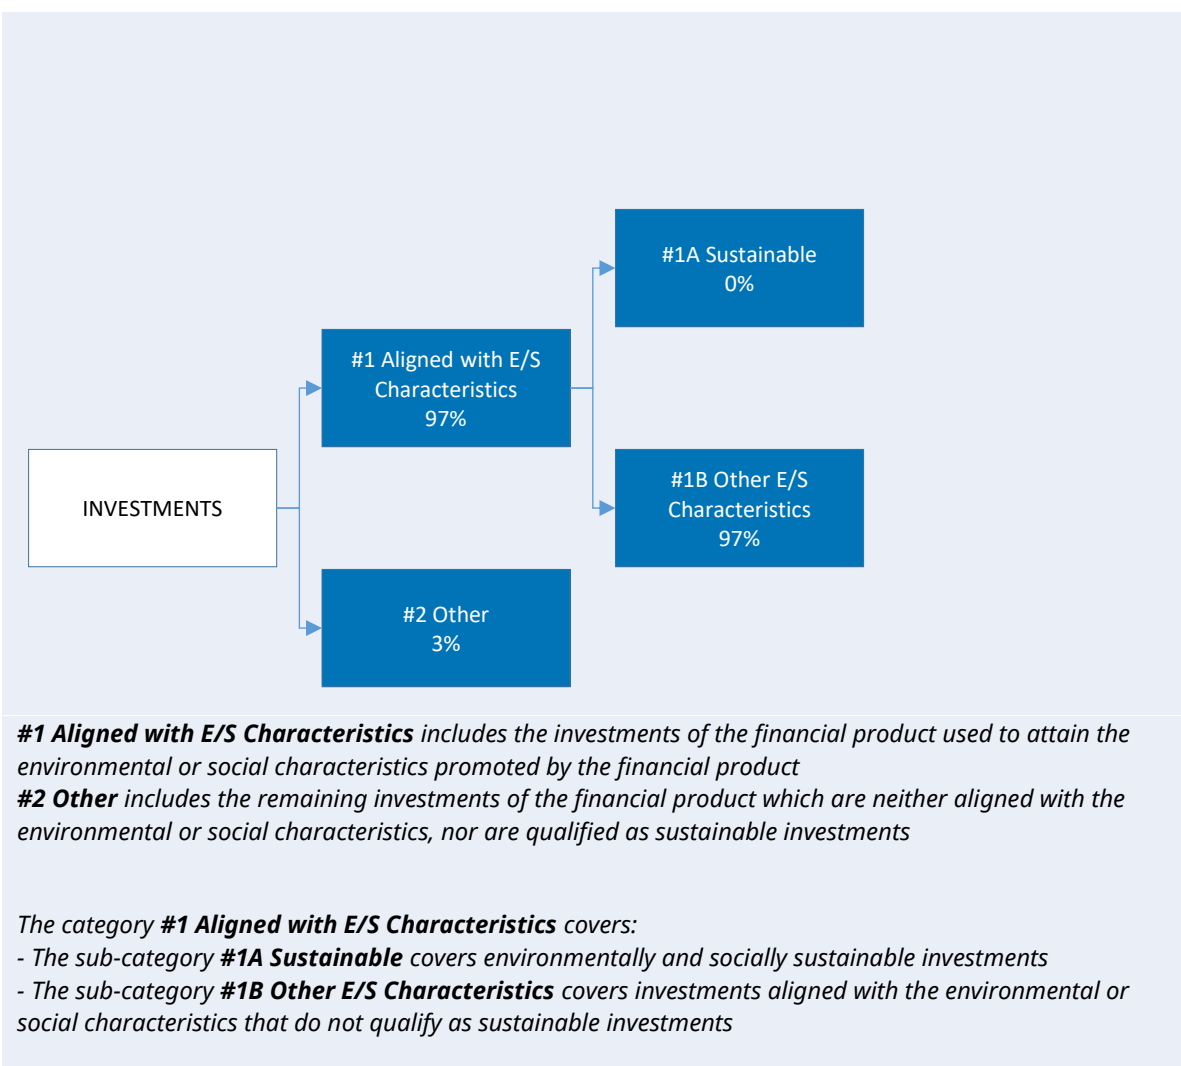 #1A Sustainable
0%
#1 Aligned with E/S
Characteristics
97%
INVESTMENTS
#1B Other E/S
Characteristics
97%
#2 Other
3%
#1 Aligned with E/S Characteristics includes the investments of the financial product used to attain the
environmental or social characteristics promoted by the financial product
#2 Other includes the remaining investments of the financial product which are neither aligned with the
environmental or social characteristics, nor are qualified as sustainable investments
The category #1 Aligned with E/S Characteristics covers:
- The sub-category #1A Sustainable covers environmentally and socially sustainable investments
- The sub-category #1B Other E/S Characteristics covers investments aligned with the environmental or
social characteristics that do not qualify as sustainable investments